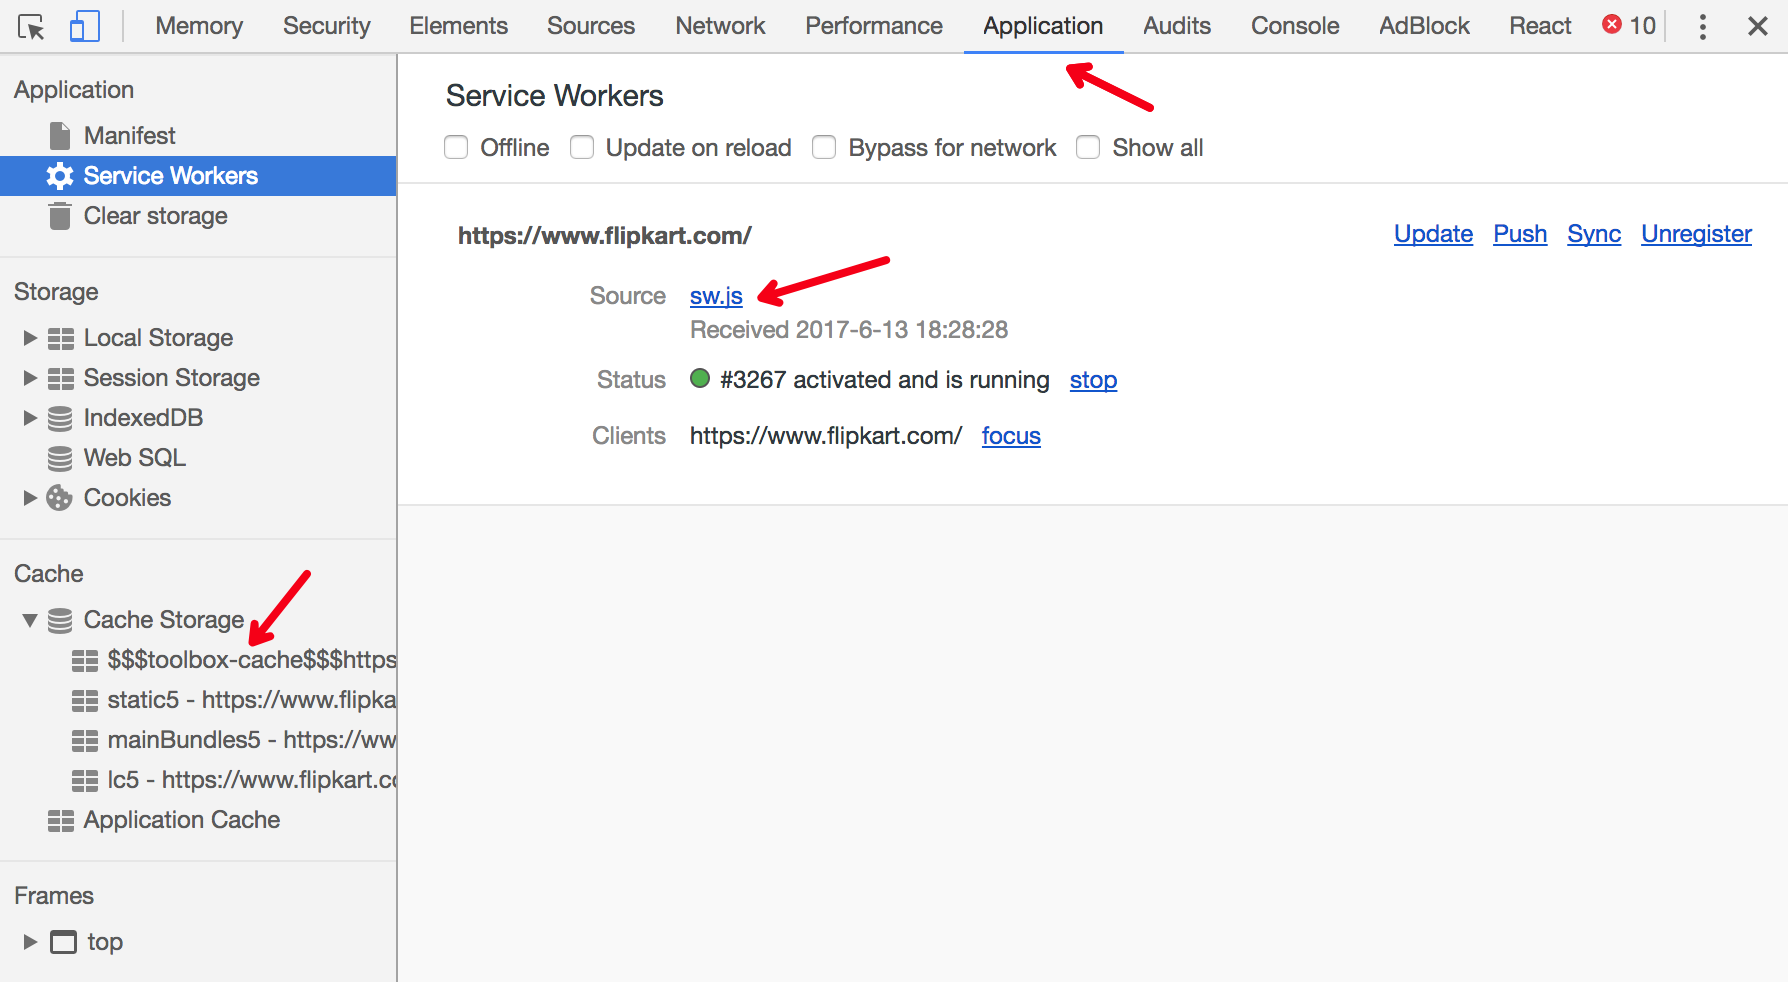 Memory Security Elements Sources Network Performance Application Audits Console AdBlock React 10
Application
Manifest
Service Workers
Clear storage
Storage
Local Storage
Session Storage
IndexedDB
Web SQL
Cookies
Cache
Cache Storage
$$$toolbox-cache$$$https
static5 - https://www.flipka
mainBundles5 - https://ww
lc5 - https://www.flipkart.co
Application Cache
Frames
top
Service Workers
Offline Update on reload Bypass for network Show all
https://www.flipkart.com/ Update Push Sync Unregister
Source sw.js
Received 2017-6-13 18:28:28
Status #3267 activated and is running stop
Clients https://www.flipkart.com/ focus